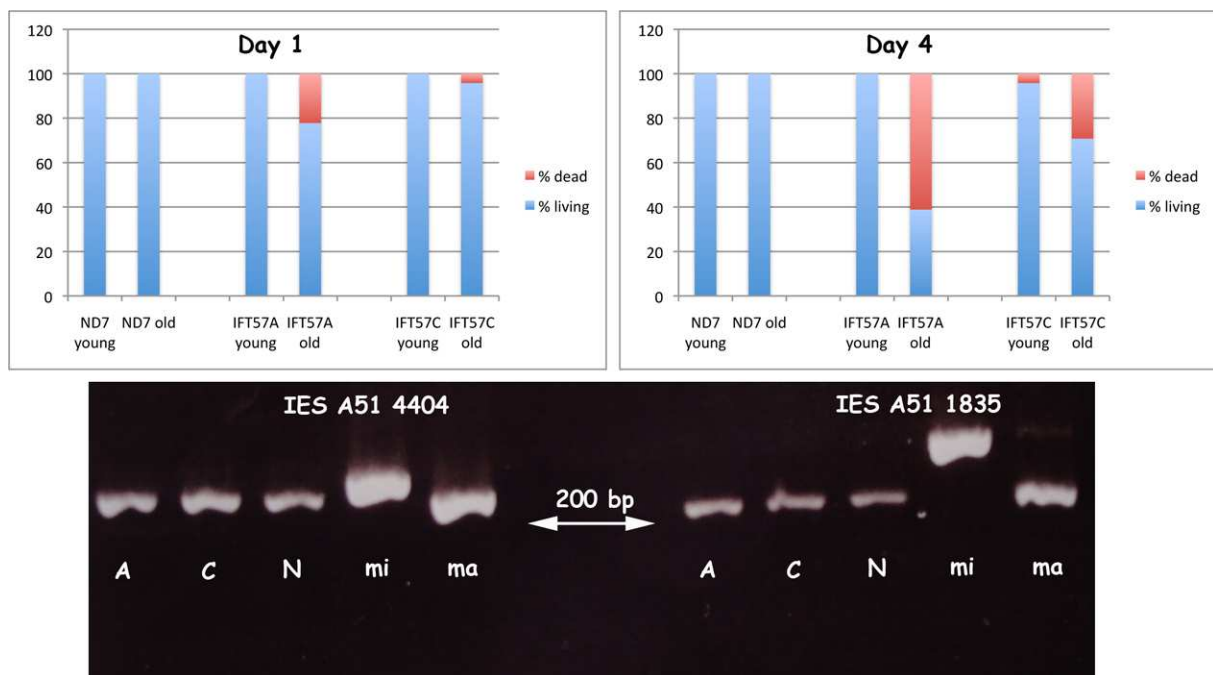 Day 1
120
100
80
60
40
20
0
ND7 young
ND7 old
IFT57A young
IFT57A old
IFT57C young
IFT57C old
% dead
% living
Day 4
120
100
80
60
40
20
0
ND7 young
ND7 old
IFT57A young
IFT57A old
IFT57C young
IFT57C old
% dead
% living
IES A51 4404
IES A51 1835
200 bp
A C N mi ma
A C N mi ma